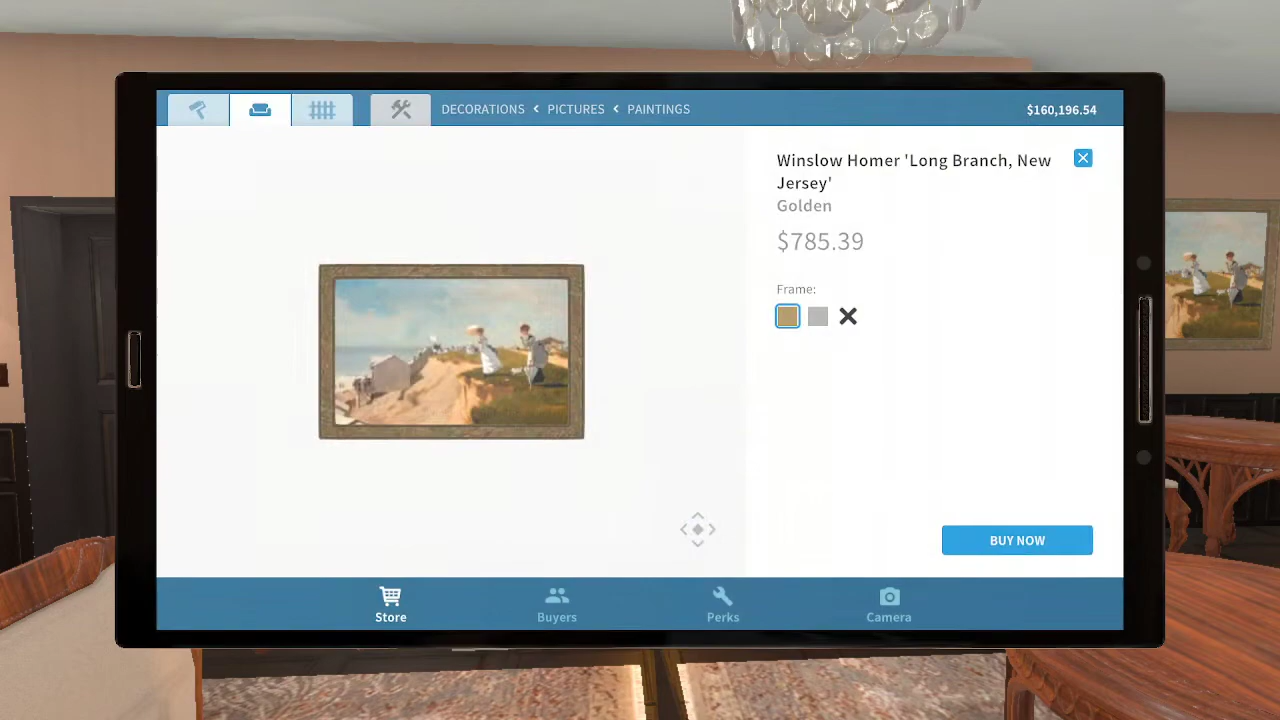 DECORATIONS < PICTURES < PAINTINGS
$160,196.54
Winslow Homer 'Long Branch, New
Jersey'
Golden
$785.39
Frame:
BUY NOW
Store
Buyers
Perks
Camera